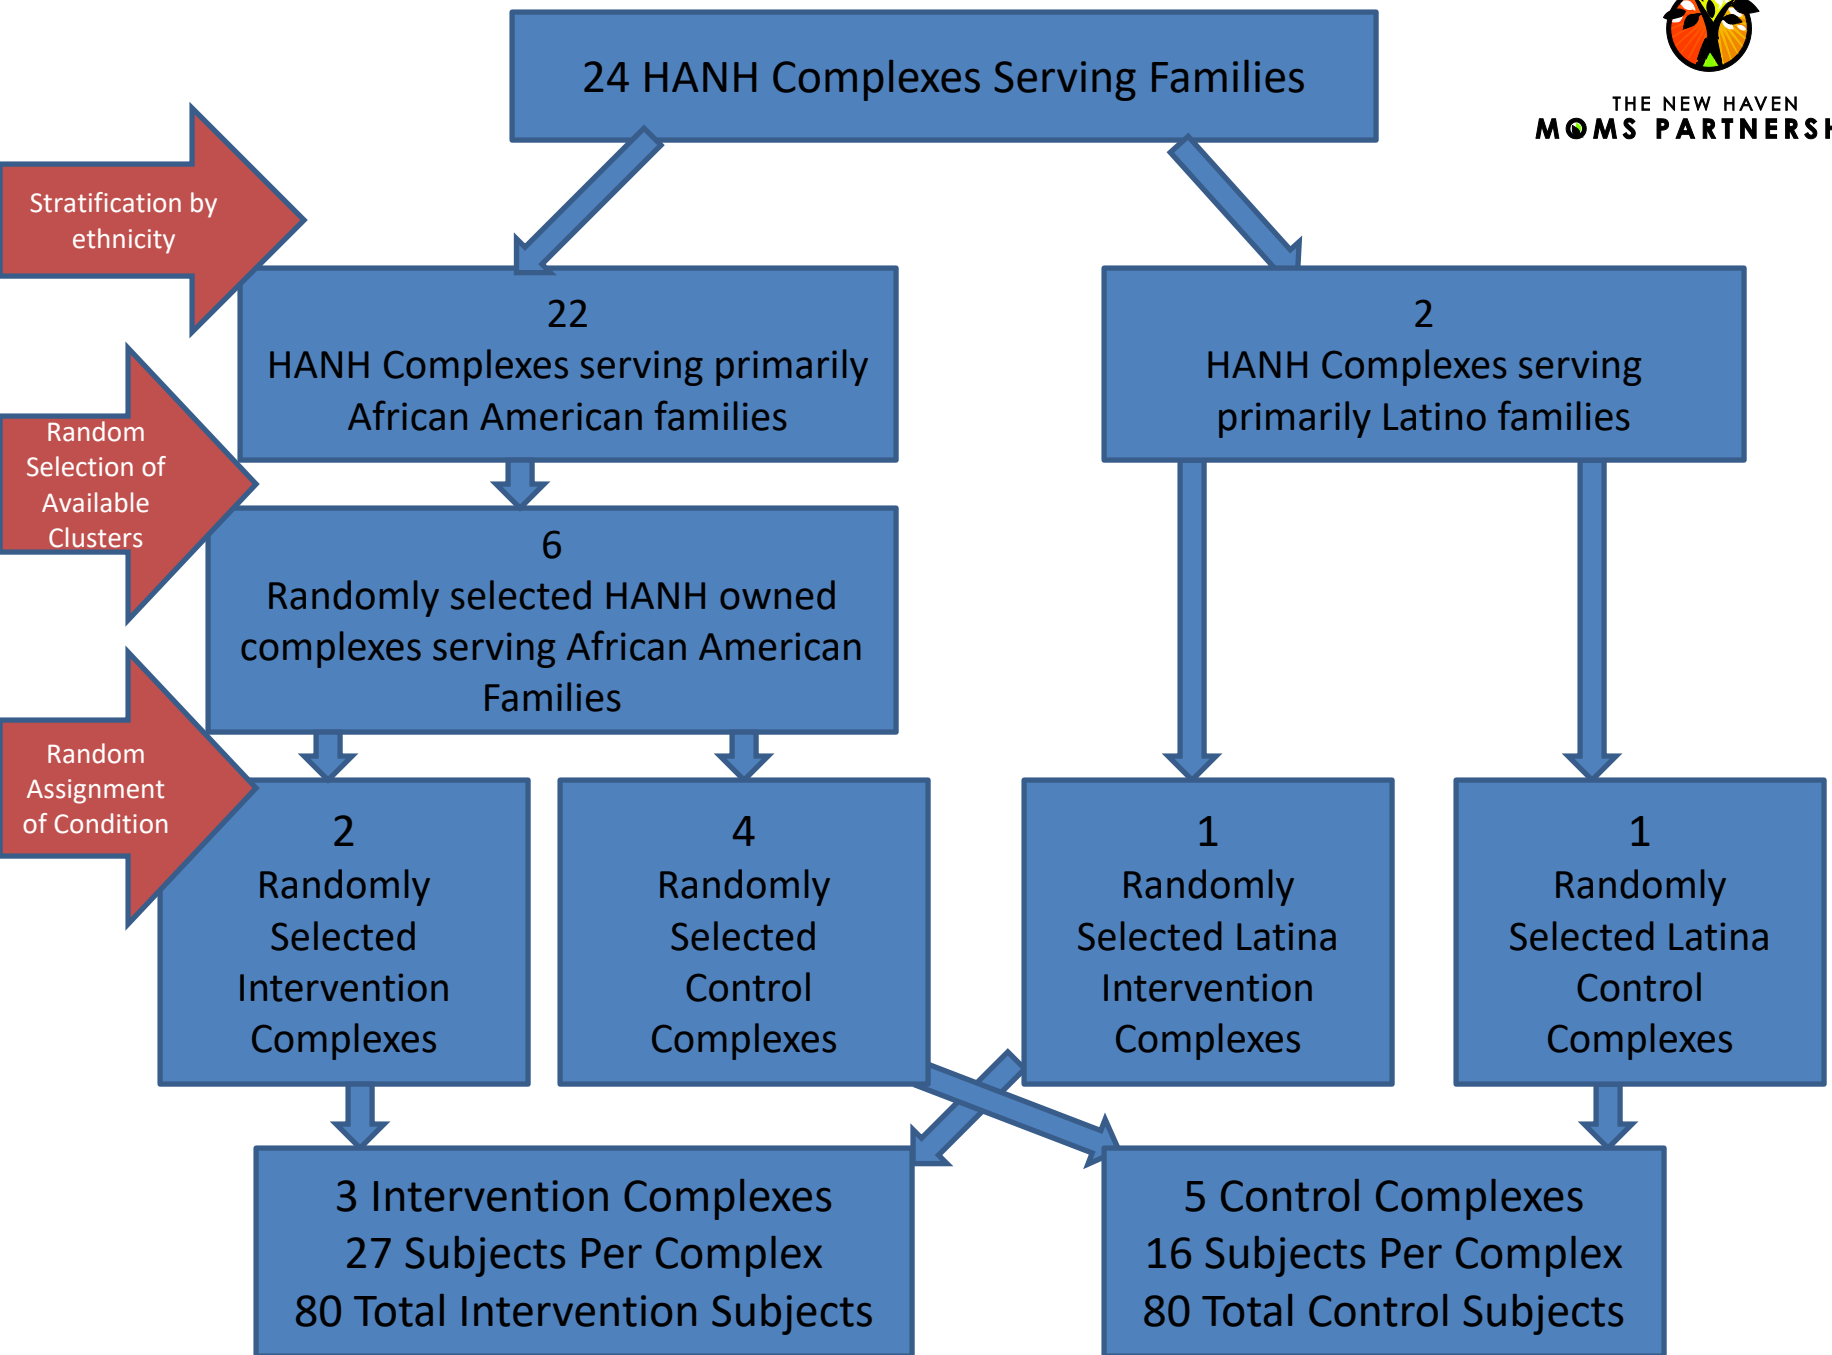 24 HANH Complexes Serving Families
THE NEW HAVEN
MOMS
Stratification by
ethnicity
22
HANH Complexes serving primarily
African American families
2
HANH Complexes serving
primarily Latino families
Random
Selection of
Available
Clusters
6
Randomly selected HANH owned
complexes serving African American
Families
Random
Assignment
of Condition
2
Randomly
Selected
Intervention
Complexes
4
Randomly
Selected
Control
Complexes
1
Randomly
Selected Latina
Intervention
Complexes
1
Randomly
Selected Latina
Control
Complexes
3 Intervention Complexes
27 Subjects Per Complex
80 Total Intervention Subjects
5 Control Complexes
16 Subjects Per Complex
80 Total Control Subjects